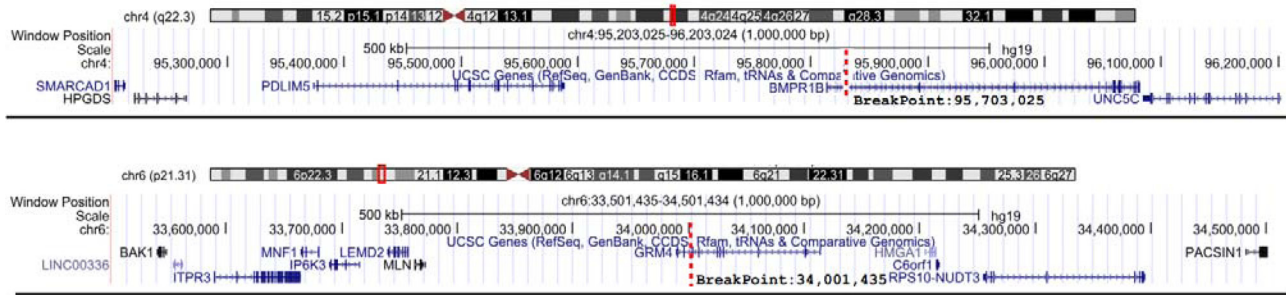 chr4 (q22.3) 15.2 p15.1 p14 13 12 4q12 13.1 4q24 4q25 4q26 27 q28.3 32.1
Window Position chr4:95,203,025-96,203,024 (1,000,000 bp)
Scale 500 kb hg19
chr4: 95,300,000 95,400,000 95,500,000 95,600,000 95,700,000 95,800,000 95,900,000 96,000,000 96,100,000 96,200,000
UCSC Genes (RefSeq, GenBank, CCDS, Rfam, tRNAs & Comparative Genomics)
SMARCAD1 PDLIM5 BMPR1B
HPGDS BreakPoint:95,703,025 UNC5C
chr6 (p21.31) 6p22.3 21.1 12.3 6q12 6q13 q14.1 q15 16.1 6q21 22.31 25.3 26 6q27
Window Position chr6:33,501,435-34,501,434 (1,000,000 bp)
Scale 500 kb hg19
chr6: 33,600,000 33,700,000 33,800,000 33,900,000 34,000,000 34,100,000 34,200,000 34,300,000 34,400,000 34,500,000
UCSC Genes (RefSeq, GenBank, CCDS, Rfam, tRNAs & Comparative Genomics)
BAK1 MNF1 LEMD2 GRM4 HMGA1 PACSIN1
LINC00336 IP6K3 MLN C6orf1
ITPR3 BreakPoint:34,001,435 RPS10-NUDT3